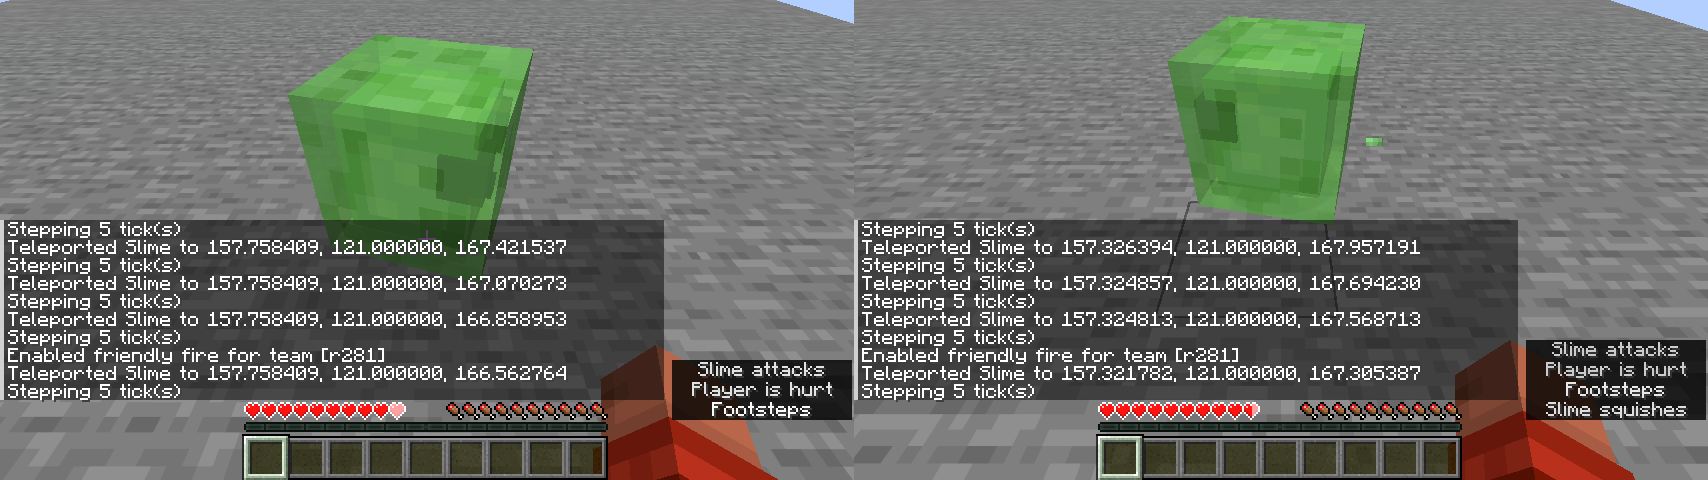 Stepping 5 tick(s)
Teleported Slime to 157.758409, 121.000000, 167.421537
Stepping 5 tick(s)
Teleported Slime to 157.758409, 121.000000, 167.070273
Stepping 5 tick(s)
Teleported Slime to 157.758409, 121.000000, 166.858953
Stepping 5 tick(s)
Enabled friendly fire for team [r281]
Teleported Slime to 157.758409, 121.000000, 166.562764
Stepping 5 tick(s)
Slime attacks
Player is hurt
Footsteps
Stepping 5 tick(s)
Teleported Slime to 157.326394, 121.000000, 167.957191
Stepping 5 tick(s)
Teleported Slime to 157.324857, 121.000000, 167.694230
Stepping 5 tick(s)
Teleported Slime to 157.324813, 121.000000, 167.568713
Stepping 5 tick(s)
Enabled friendly fire for team [r281]
Teleported Slime to 157.321782, 121.000000, 167.305387
Stepping 5 tick(s)
Slime attacks
Player is hurt
Footsteps
Slime squishes